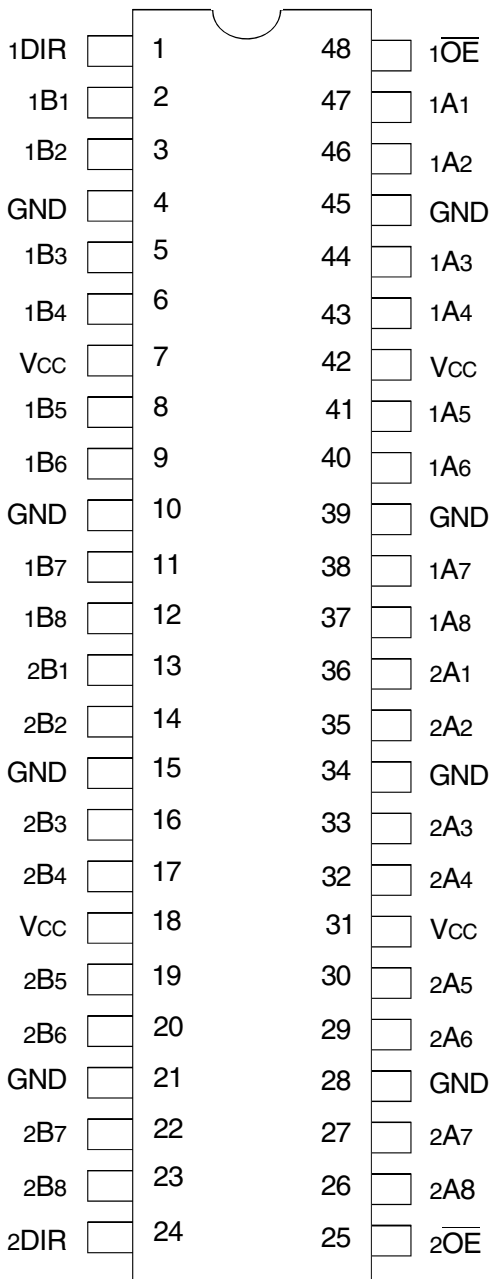 1DIR 1 48 1O̅E̅
1B1 2 47 1A1
1B2 3 46 1A2
GND 4 45 GND
1B3 5 44 1A3
1B4 6 43 1A4
VCC 7 42 VCC
1B5 8 41 1A5
1B6 9 40 1A6
GND 10 39 GND
1B7 11 38 1A7
1B8 12 37 1A8
2B1 13 36 2A1
2B2 14 35 2A2
GND 15 34 GND
2B3 16 33 2A3
2B4 17 32 2A4
VCC 18 31 VCC
2B5 19 30 2A5
2B6 20 29 2A6
GND 21 28 GND
2B7 22 27 2A7
2B8 23 26 2A8
2DIR 24 25 2O̅E̅